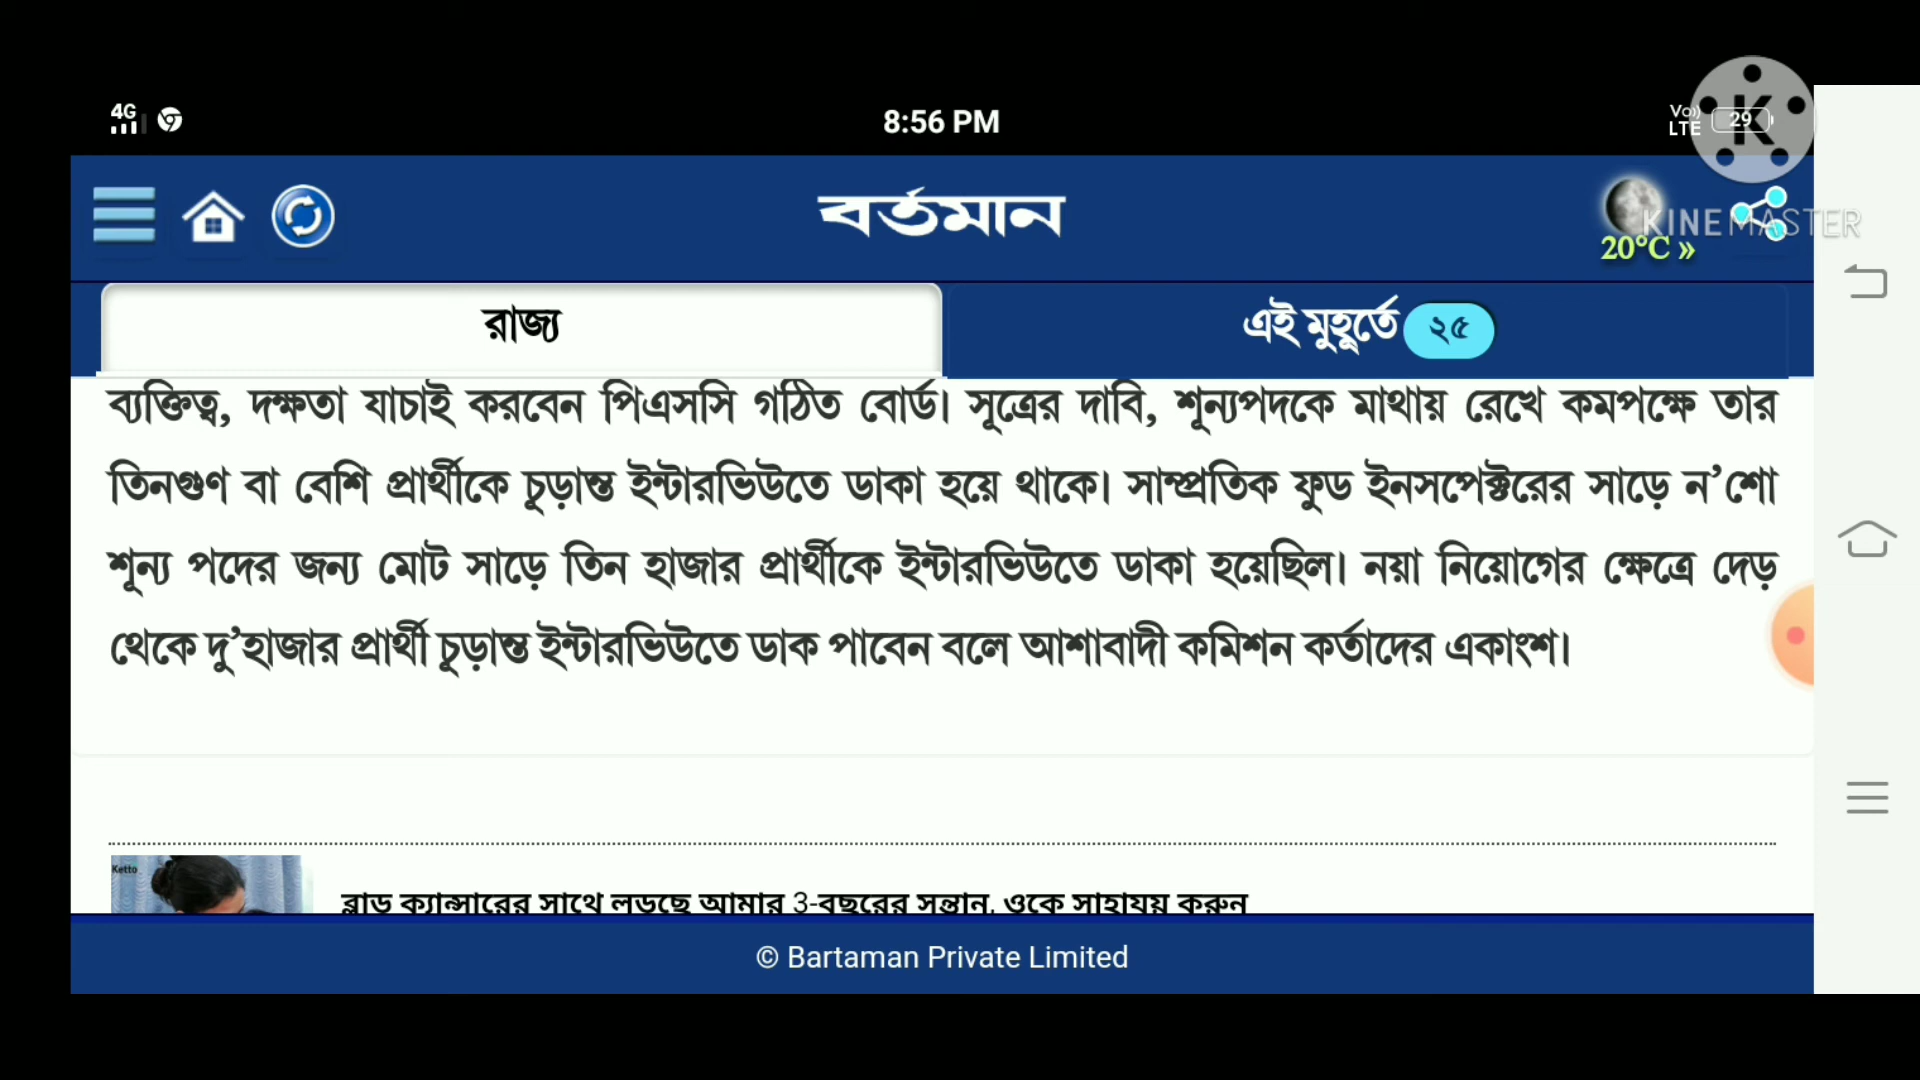 4G
8:56 PM
Vo))
LTE
29
K
বর্তমান
KINEMASTER
20°C »
রাজ্য
এই মুহূর্তে ২৫
ব্যক্তিত্ব, দক্ষতা যাচাই করবেন পিএসসি গঠিত বোর্ড। সূত্রের দাবি, শূন্যপদকে মাথায় রেখে কমপক্ষে তার
তিনগুণ বা বেশি প্রার্থীকে চূড়ান্ত ইন্টারভিউতে ডাকা হয়ে থাকে। সাম্প্রতিক ফুড ইনসপেক্টরের সাড়ে ন’শো
শূন্য পদের জন্য মোট সাড়ে তিন হাজার প্রার্থীকে ইন্টারভিউতে ডাকা হয়েছিল। নয়া নিয়োগের ক্ষেত্রে দেড়
থেকে দু’হাজার প্রার্থী চূড়ান্ত ইন্টারভিউতে ডাক পাবেন বলে আশাবাদী কমিশন কর্তাদের একাংশ।
Ketto
ব্লাড ক্যান্সারের সাথে লড়ছে আমার 3-বছরের সন্তান, ওকে সাহায্য় করুন
© Bartaman Private Limited